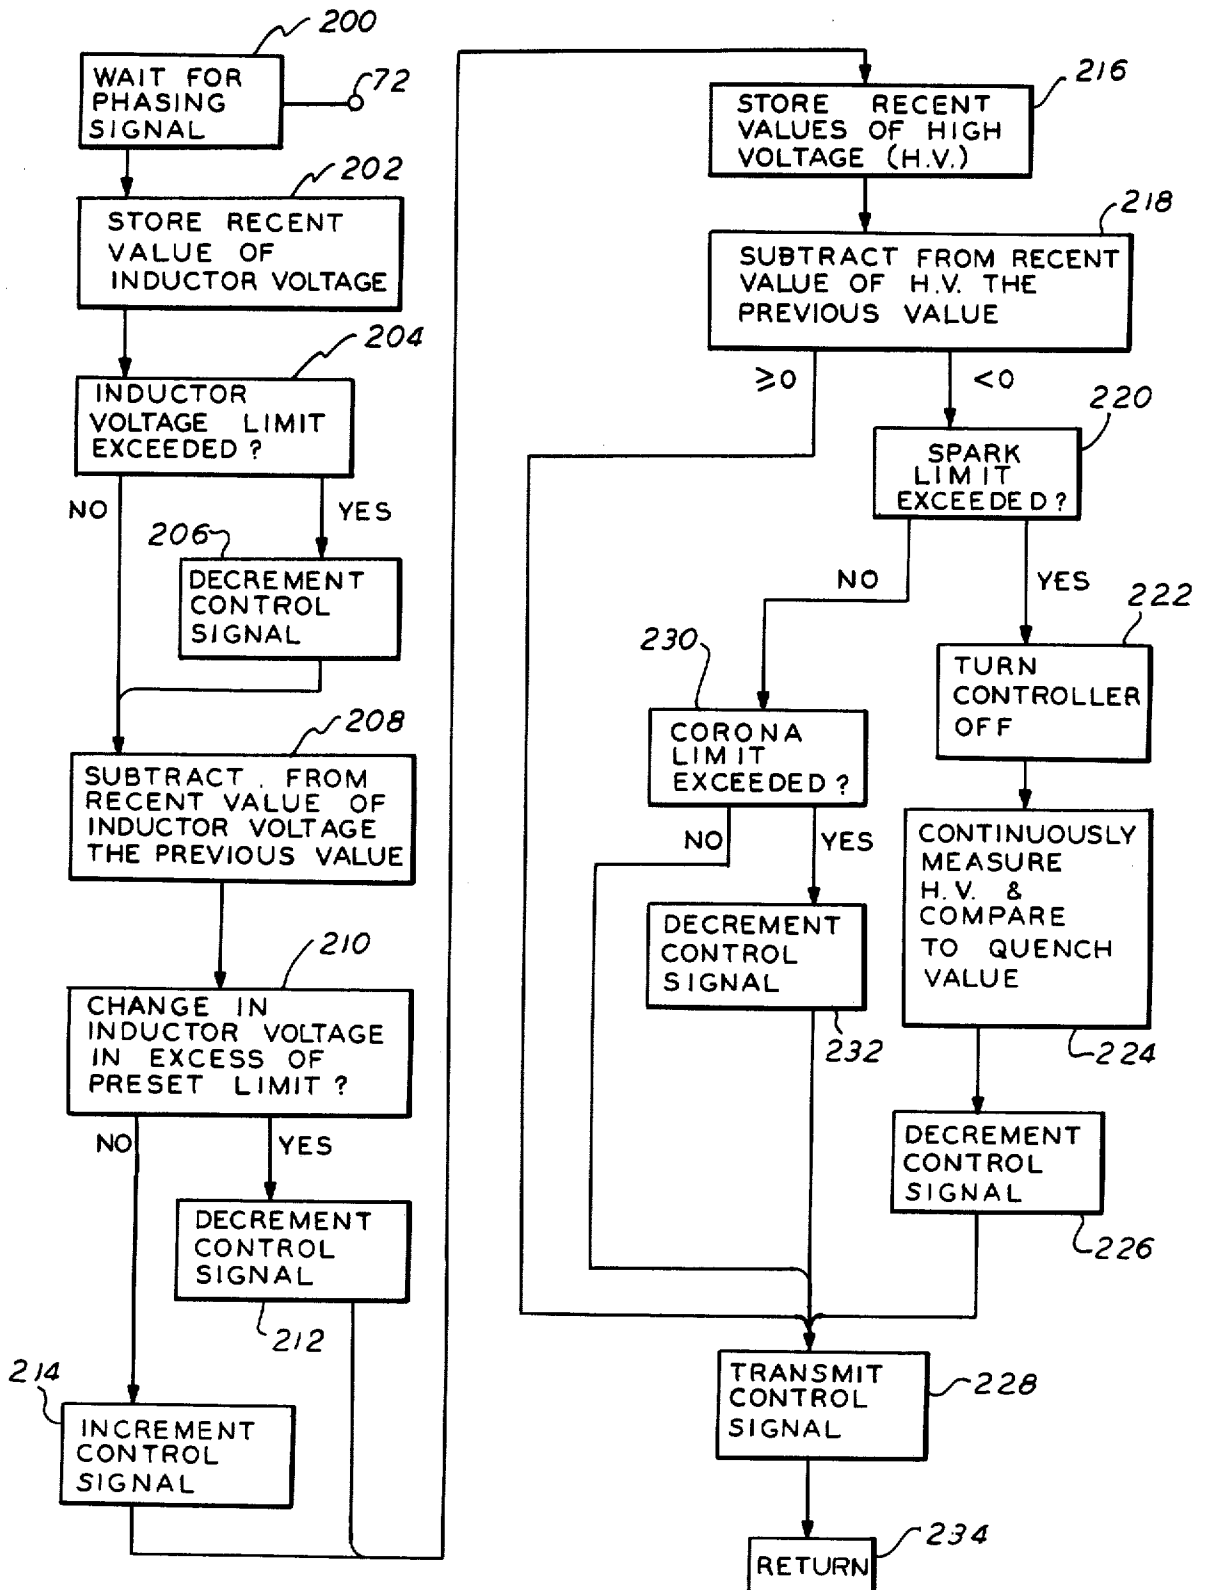 200
WAIT FOR
PHASING
SIGNAL
72
202
STORE RECENT
VALUE OF
INDUCTOR VOLTAGE
204
INDUCTOR
VOLTAGE LIMIT
EXCEEDED?
NO
YES
206
DECREMENT
CONTROL
SIGNAL
208
SUBTRACT FROM
RECENT VALUE OF
INDUCTOR VOLTAGE
THE PREVIOUS VALUE
210
CHANGE IN
INDUCTOR VOLTAGE
IN EXCESS OF
PRESET LIMIT?
NO
YES
DECREMENT
CONTROL
SIGNAL
212
214
INCREMENT
CONTROL
SIGNAL
216
STORE RECENT
VALUES OF HIGH
VOLTAGE (H.V.)
218
SUBTRACT FROM RECENT
VALUE OF H.V. THE
PREVIOUS VALUE
≥0
<0
220
SPARK
LIMIT
EXCEEDED?
NO
YES
222
TURN
CONTROLLER
OFF
230
CORONA
LIMIT
EXCEEDED?
NO
YES
CONTINUOUSLY
MEASURE
H.V. &
COMPARE
TO QUENCH
VALUE
224
DECREMENT
CONTROL
SIGNAL
232
DECREMENT
CONTROL
SIGNAL
226
TRANSMIT
CONTROL
SIGNAL
228
RETURN
234